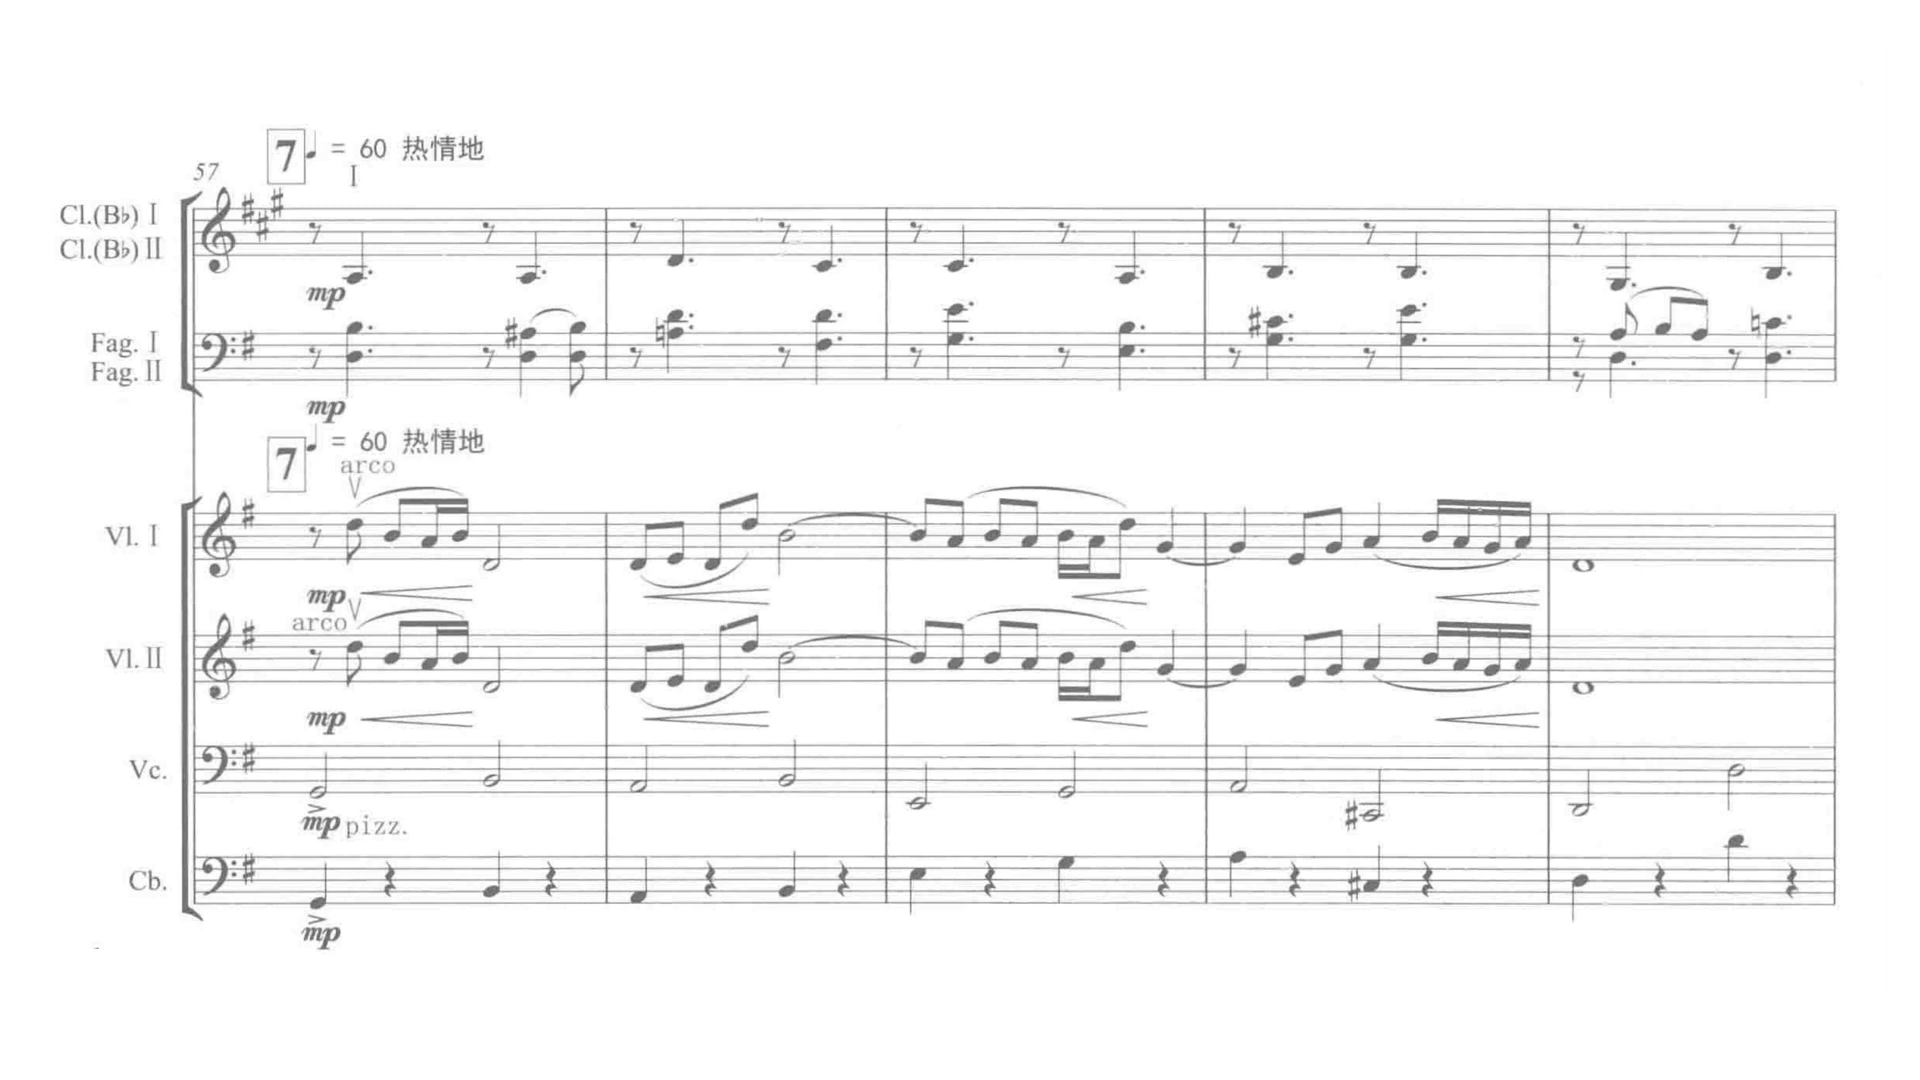 57
7 ♩ = 60 热情地
I
Cl.(B♭) I
Cl.(B♭) II
mp
Fag. I
Fag. II
mp
7 ♩ = 60 热情地
arco
Vl. I
mp
arco
Vl. II
mp
Vc.
mp pizz.
Cb.
mp